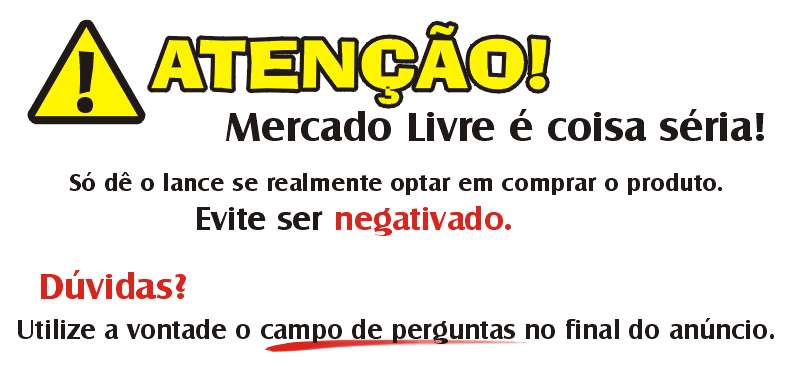 ATENÇÃO!
Mercado Livre é coisa séria!
Só dê o lance se realmente optar em comprar o produto.
Evite ser negativado.
Dúvidas?
Utilize a vontade o campo de perguntas no final do anúncio.